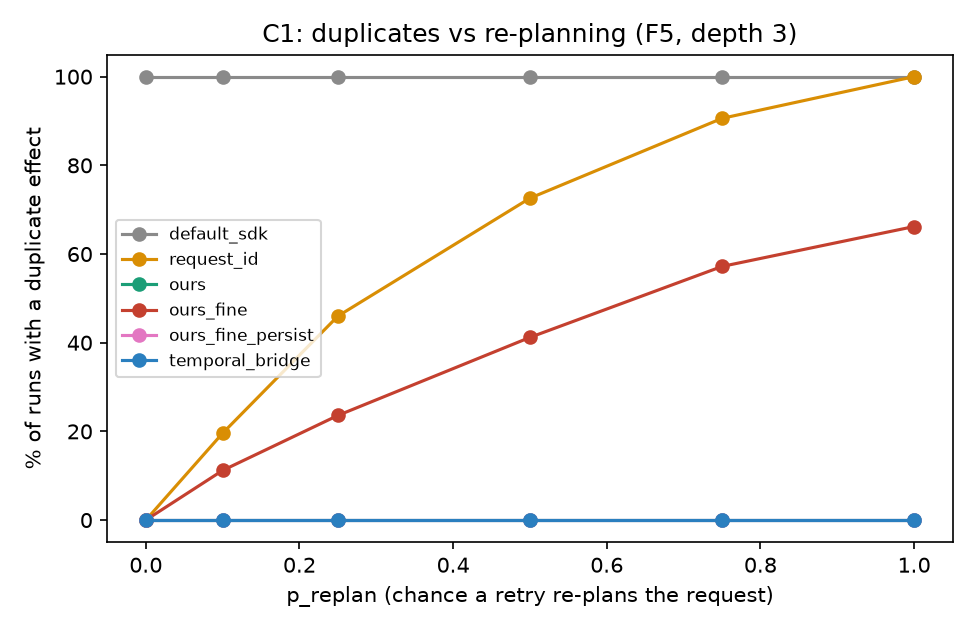 C1: duplicates vs re-planning (F5, depth 3)
% of runs with a duplicate effect
100
80
60
40
20
0
default_sdk
request_id
ours
ours_fine
ours_fine_persist
temporal_bridge
0.0 0.2 0.4 0.6 0.8 1.0
p_replan (chance a retry re-plans the request)